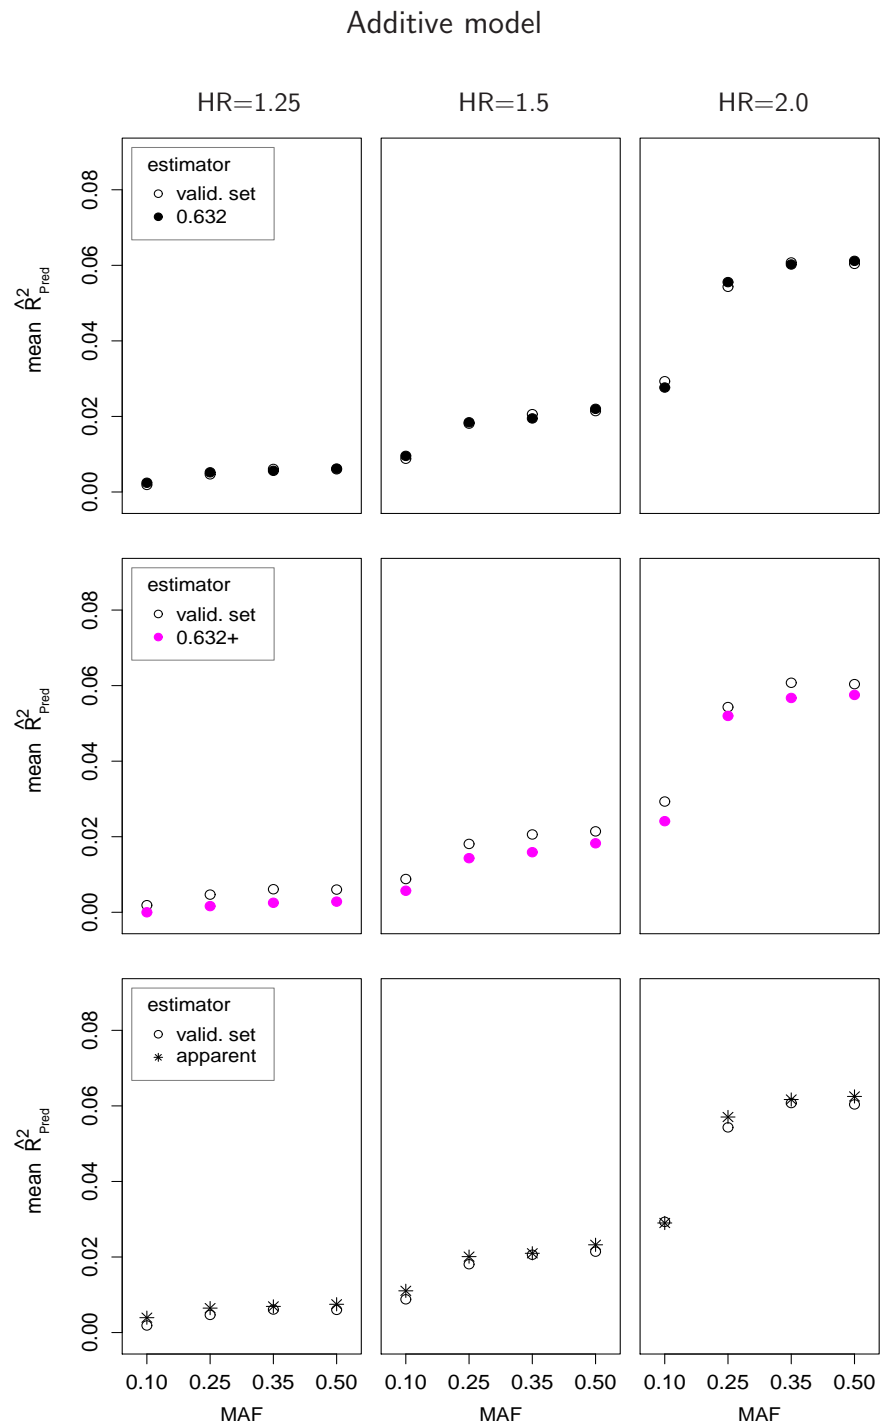 Additive model
HR=1.25 HR=1.5 HR=2.0
estimator
valid. set
0.632
mean R̂²Pred
0.08
0.06
0.04
0.02
0.00
estimator
valid. set
0.632+
mean R̂²Pred
0.08
0.06
0.04
0.02
0.00
estimator
valid. set
apparent
mean R̂²Pred
0.08
0.06
0.04
0.02
0.00
0.10 0.25 0.35 0.50 0.10 0.25 0.35 0.50 0.10 0.25 0.35 0.50
MAF MAF MAF